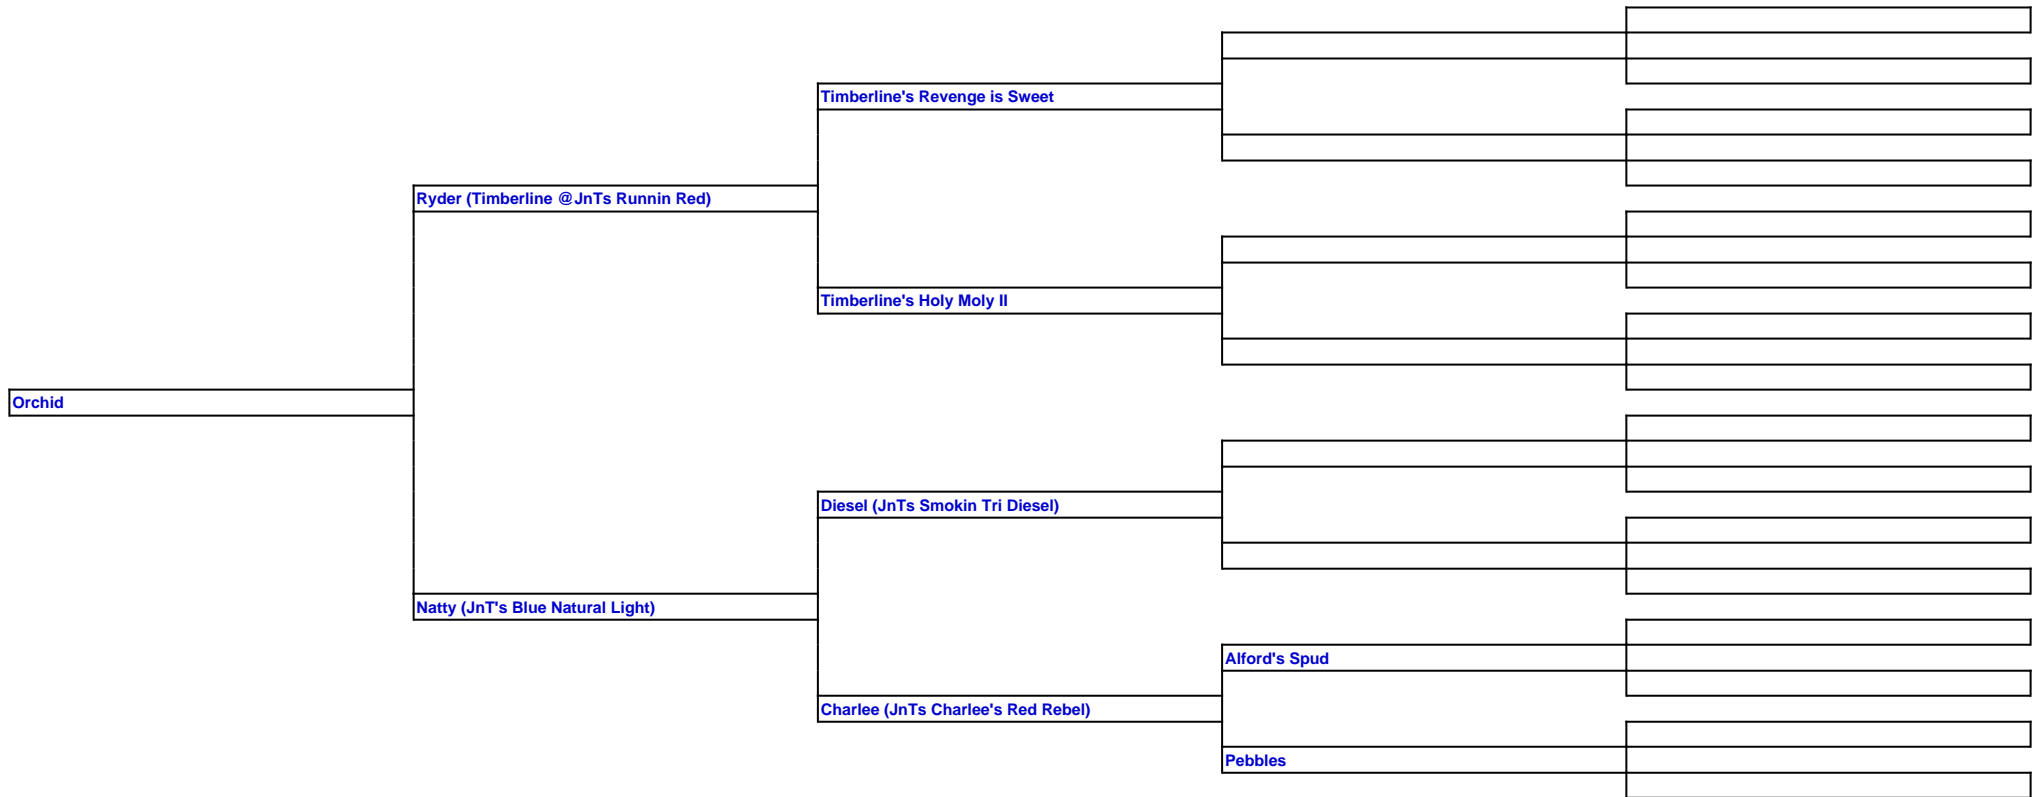 Timberline's Revenge is Sweet
Ryder (Timberline @JnTs Runnin Red)
Timberline's Holy Moly II
Orchid
Diesel (JnTs Smokin Tri Diesel)
Natty (JnT's Blue Natural Light)
Alford's Spud
Charlee (JnTs Charlee's Red Rebel)
Pebbles